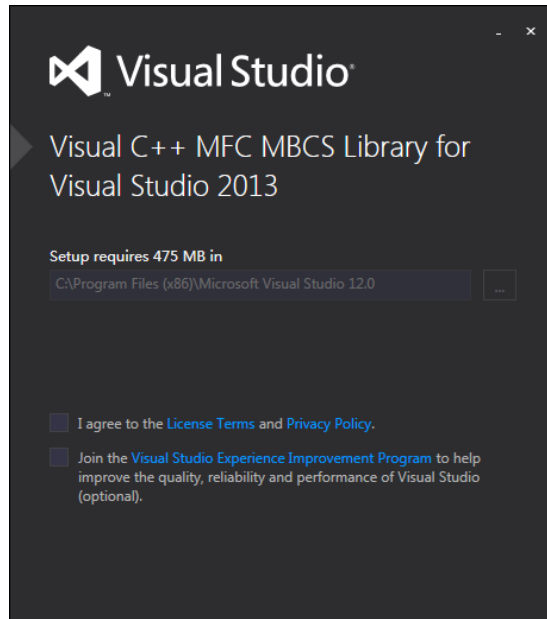 Visual Studio
Visual C++ MFC MBCS Library for
Visual Studio 2013
Setup requires 475 MB in
C:\Program Files (x86)\Microsoft Visual Studio 12.0
...
I agree to the License Terms and Privacy Policy.
Join the Visual Studio Experience Improvement Program to help
improve the quality, reliability and performance of Visual Studio
(optional).